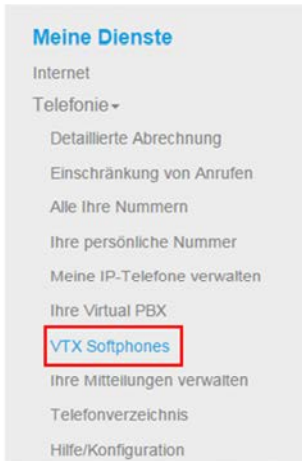 Meine Dienste
Internet
Telefonie
Detaillierte Abrechnung
Einschränkung von Anrufen
Alle Ihre Nummern
Ihre persönliche Nummer
Meine IP-Telefone verwalten
Ihre Virtual PBX
VTX Softphones
Ihre Mitteilungen verwalten
Telefonverzeichnis
Hilfe/Konfiguration